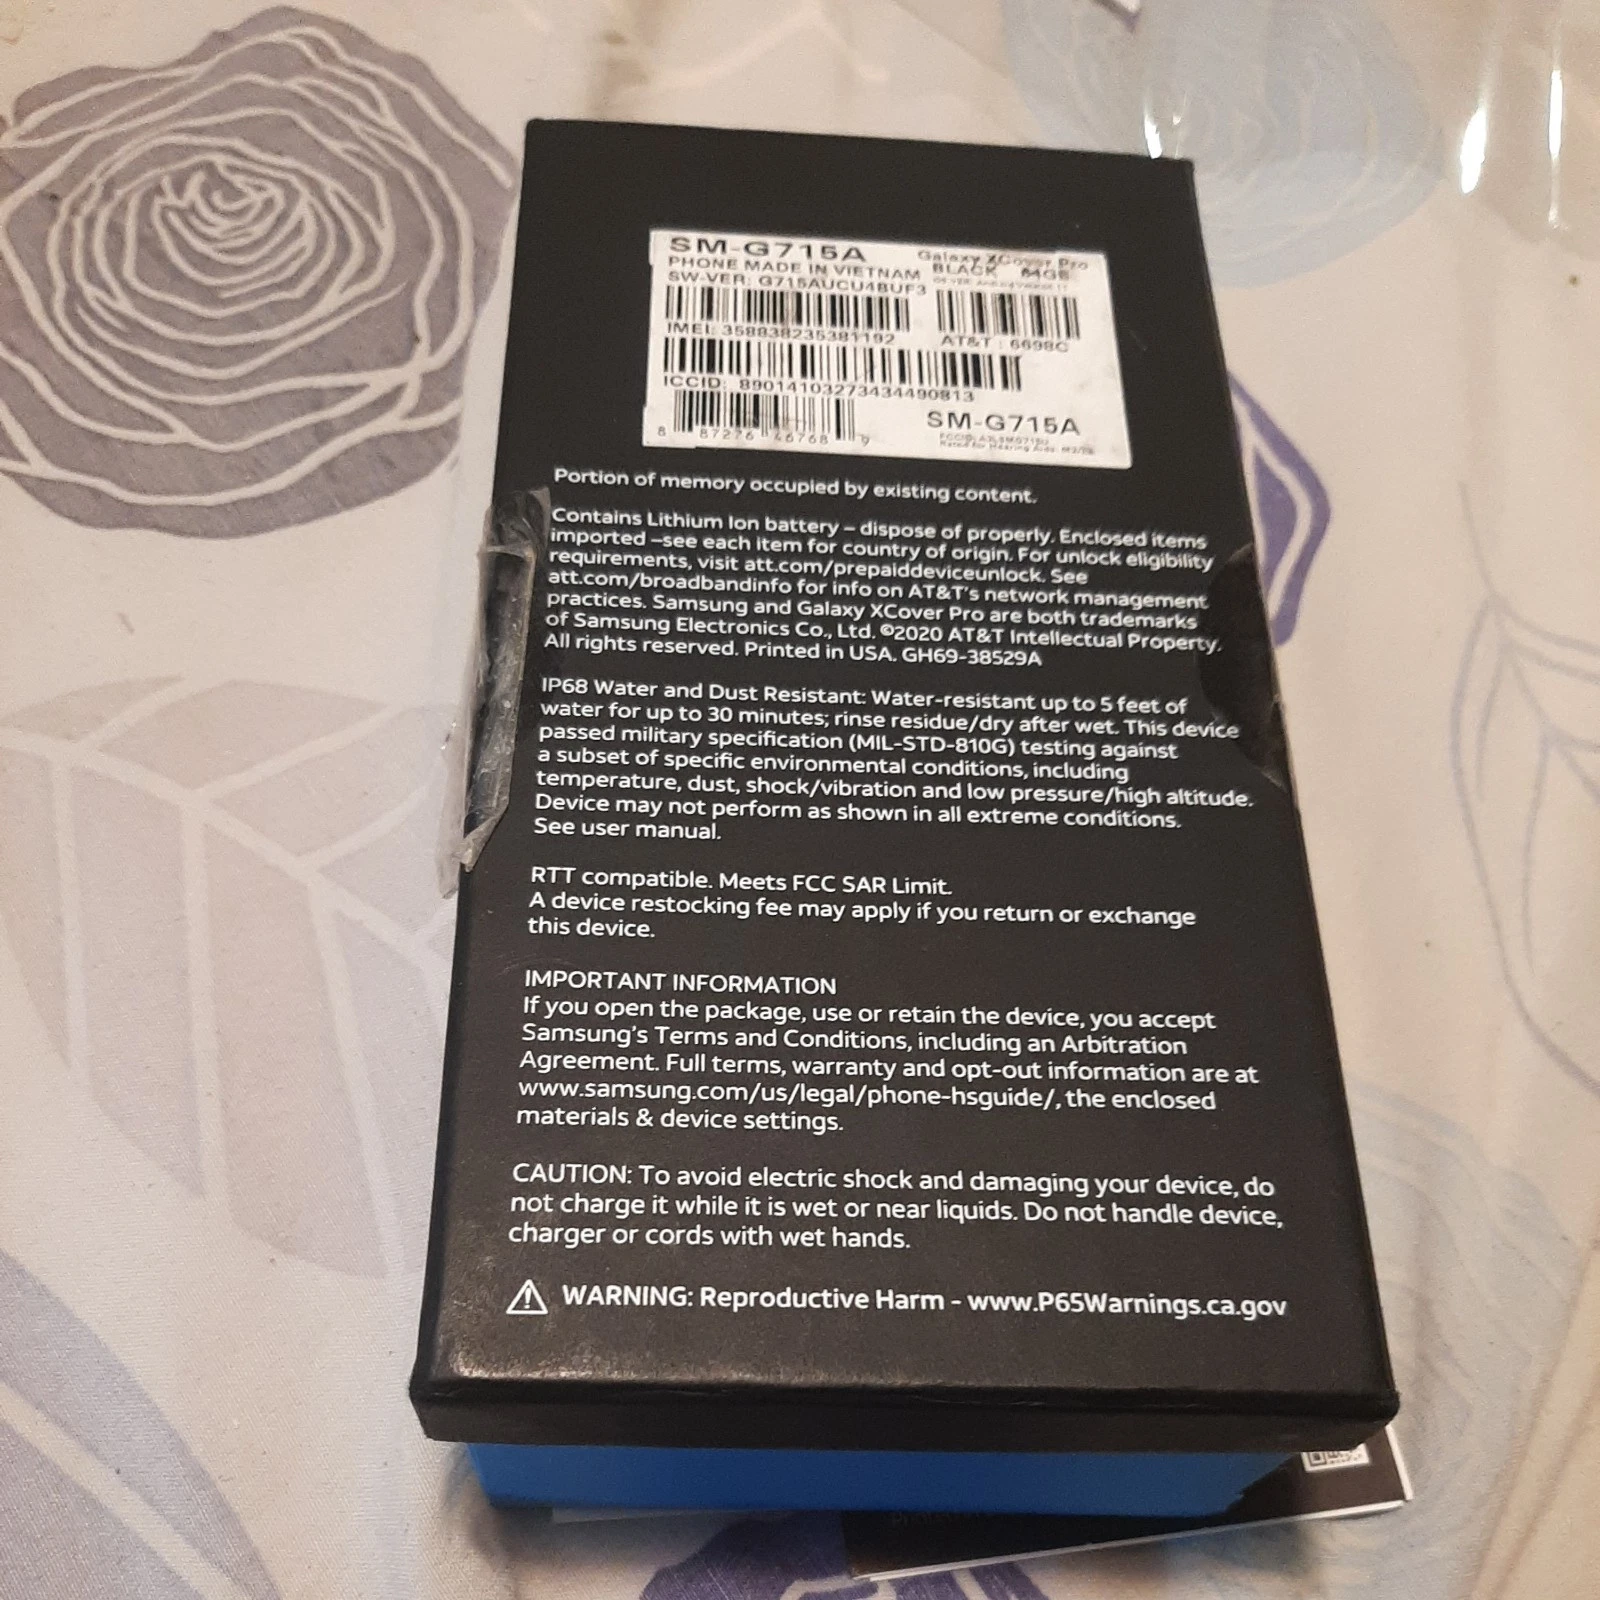 SM-G715A
Galaxy XCover Pro
PHONE MADE IN VIETNAM
BLACK 64GB
SW-VER: G715AUCU4BUF3
IMEI: 358838235381192
AT&T : 6698C
ICCID: 89014103273434490813
8 87276 46768 9
SM-G715A
Portion of memory occupied by existing content.
Contains Lithium Ion battery – dispose of properly. Enclosed items
imported –see each item for country of origin. For unlock eligibility
requirements, visit att.com/prepaiddeviceunlock. See
att.com/broadbandinfo for info on AT&T's network management
practices. Samsung and Galaxy XCover Pro are both trademarks
of Samsung Electronics Co., Ltd. ©2020 AT&T Intellectual Property.
All rights reserved. Printed in USA. GH69-38529A
IP68 Water and Dust Resistant: Water-resistant up to 5 feet of
water for up to 30 minutes; rinse residue/dry after wet. This device
passed military specification (MIL-STD-810G) testing against
a subset of specific environmental conditions, including
temperature, dust, shock/vibration and low pressure/high altitude.
Device may not perform as shown in all extreme conditions.
See user manual.
RTT compatible. Meets FCC SAR Limit.
A device restocking fee may apply if you return or exchange
this device.
IMPORTANT INFORMATION
If you open the package, use or retain the device, you accept
Samsung's Terms and Conditions, including an Arbitration
Agreement. Full terms, warranty and opt-out information are at
www.samsung.com/us/legal/phone-hsguide/, the enclosed
materials & device settings.
CAUTION: To avoid electric shock and damaging your device, do
not charge it while it is wet or near liquids. Do not handle device,
charger or cords with wet hands.
WARNING: Reproductive Harm - www.P65Warnings.ca.gov